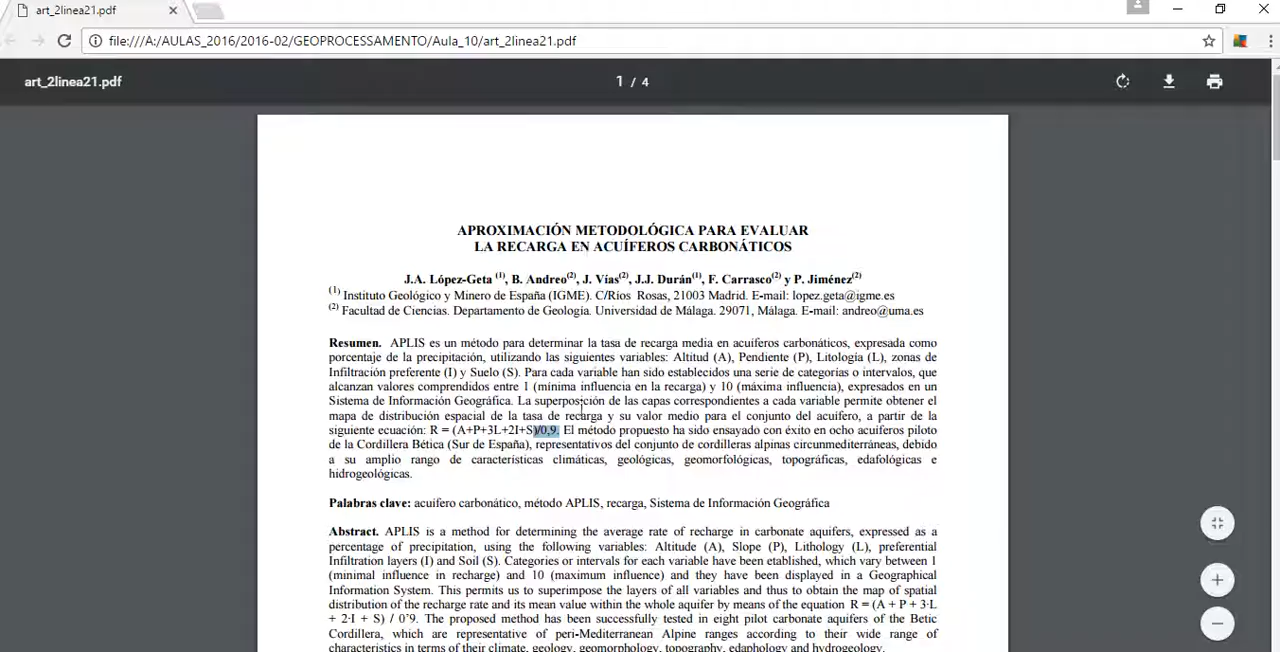 art_2linea21.pdf
file:///A:/AULAS_2016/2016-02/GEOPROCESSAMENTO/Aula_10/art_2linea21.pdf
art_2linea21.pdf
1 / 4
APROXIMACIÓN METODOLÓGICA PARA EVALUAR
LA RECARGA EN ACUÍFEROS CARBONÁTICOS
J.A. López-Geta (1), B. Andreo(2), J. Vías(2), J.J. Durán(1), F. Carrasco(2) y P. Jiménez(2)
(1) Instituto Geológico y Minero de España (IGME). C/Ríos Rosas, 21003 Madrid. E-mail: lopez.geta@igme.es
(2) Facultad de Ciencias. Departamento de Geología. Universidad de Málaga. 29071, Málaga. E-mail: andreo@uma.es
Resumen. APLIS es un método para determinar la tasa de recarga media en acuíferos carbonáticos, expresada como
porcentaje de la precipitación, utilizando las siguientes variables: Altitud (A), Pendiente (P), Litología (L), zonas de
Infiltración preferente (I) y Suelo (S). Para cada variable han sido establecidos una serie de categorías o intervalos, que
alcanzan valores comprendidos entre 1 (mínima influencia en la recarga) y 10 (máxima influencia), expresados en un
Sistema de Información Geográfica. La superposición de las capas correspondientes a cada variable permite obtener el
mapa de distribución espacial de la tasa de recarga y su valor medio para el conjunto del acuífero, a partir de la
siguiente ecuación: R = (A+P+3L+2I+S)/0,9. El método propuesto ha sido ensayado con éxito en ocho acuíferos piloto
de la Cordillera Bética (Sur de España), representativos del conjunto de cordilleras alpinas circunmediterráneas, debido
a su amplio rango de características climáticas, geológicas, geomorfológicas, topográficas, edafológicas e
hidrogeológicas.
Palabras clave: acuífero carbonático, método APLIS, recarga, Sistema de Información Geográfica
Abstract. APLIS is a method for determining the average rate of recharge in carbonate aquifers, expressed as a
percentage of precipitation, using the following variables: Altitude (A), Slope (P), Lithology (L), preferential
Infiltration layers (I) and Soil (S). Categories or intervals for each variable have been etablished, which vary between 1
(minimal influence in recharge) and 10 (maximum influence) and they have been displayed in a Geographical
Information System. This permits us to superimpose the layers of all variables and thus to obtain the map of spatial
distribution of the recharge rate and its mean value within the whole aquifer by means of the equation R = (A + P + 3·L
+ 2·I + S) / 0'9. The proposed method has been successfully tested in eight pilot carbonate aquifers of the Betic
Cordillera, which are representative of peri-Mediterranean Alpine ranges according to their wide range of
characteristics in terms of their climate, geology, geomorphology, topography, edaphology and hydrogeology.